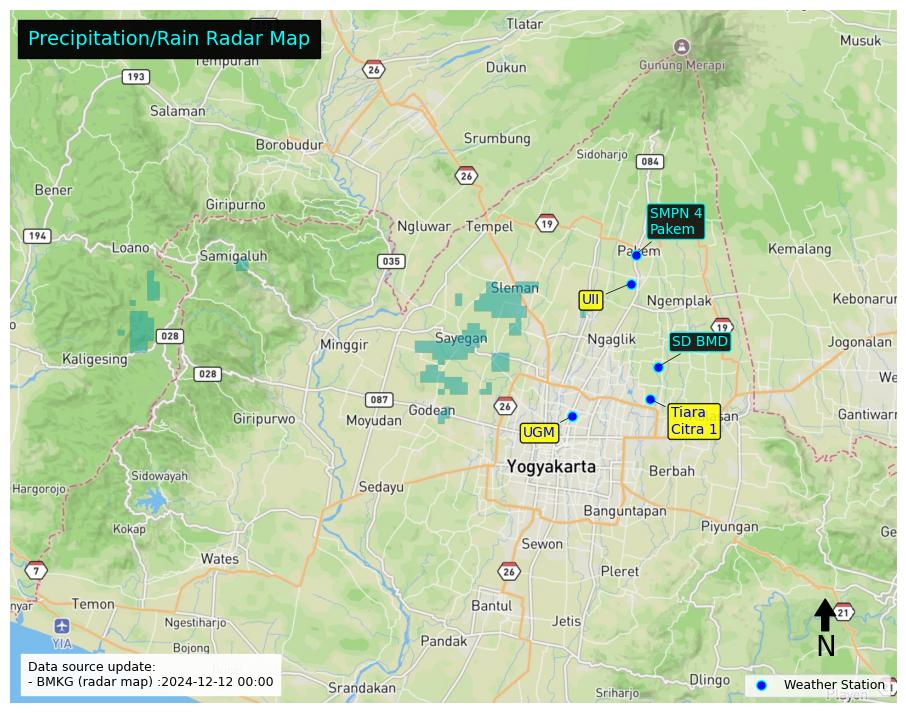 Precipitation/Rain Radar Map
Tlatar
Musuk
Gunung Merapi
26
Dukun
Tempuran
193
Salaman
Srumbung
Borobudur
Sidoharjo
084
26
Bener
Giripurno
SMPN 4
Pakem
194
Loano
Ngluwar
Tempel
19
Pakem
Kemalang
Samigaluh
035
Sleman
UII
Ngemplak
Kebonarun
028
Sayegan
Ngaglik
19
SD BMD
Jogonalan
Minggir
Kaligesing
028
087
Godean
26
Tiara
Citra 1
Gantiwarn
Giripurwo
Moyudan
UGM
Yogyakarta
Berbah
Sidowayah
Hargorojo
Sedayu
Banguntapan
Kokap
Piyungan
Sewon
Wates
7
26
Pleret
Temon
Bantul
21
Ngestiharjo
Jetis
YIA
Bojong
Pandak
N
Data source update:
- BMKG (radar map) :2024-12-12 00:00
Dlingo
Srandakan
Sriharjo
Weather Station
Playen